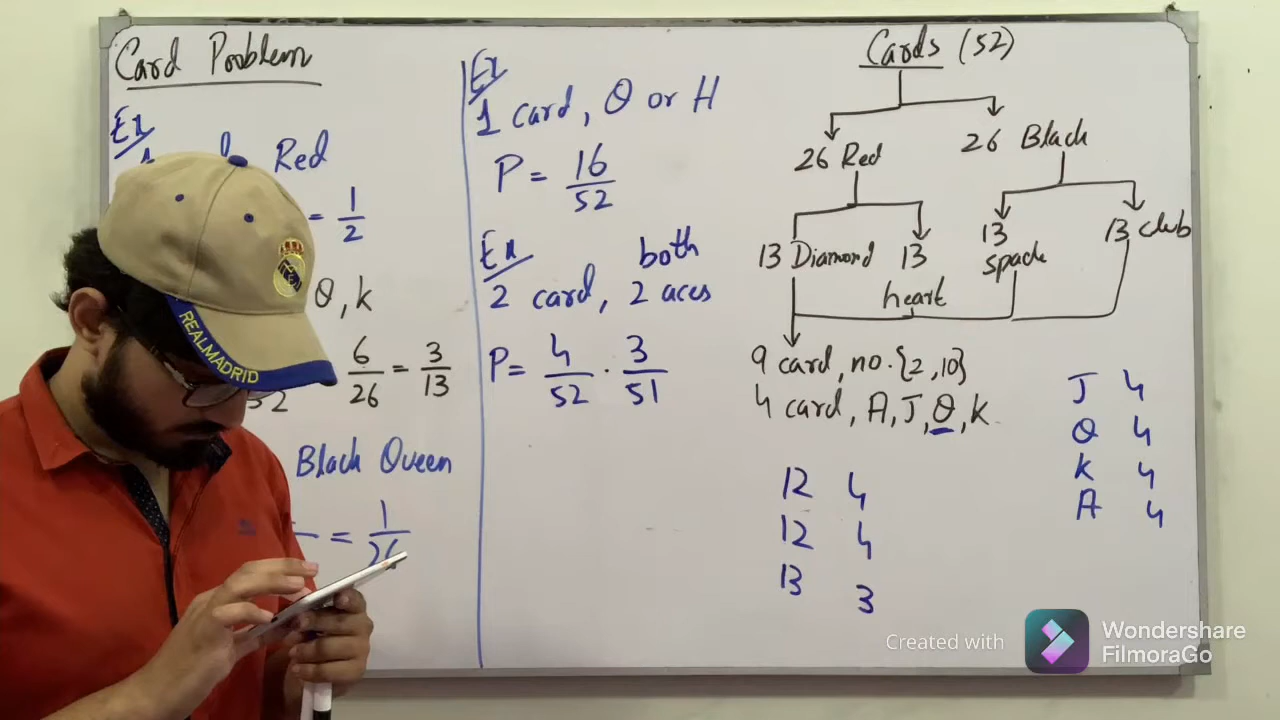 Card Problem
Ex
Red
= 1/2
Q, k
6/26 = 3/13
52
Black Queen
= 1/26
Ex
1 card, Q or H
P = 16/52
Ex
both
2 card, 2 aces
P = 4/52 · 3/51
Cards (52)
26 Red
26 Black
13 Diamond
13 heart
13 spade
13 club
9 card, no. {2, 10}
4 card, A, J, Q, k
12 4
12 4
13 3
J 4
Q 4
k 4
A 4
REALMADRID
Created with
Wondershare
FilmoraGo